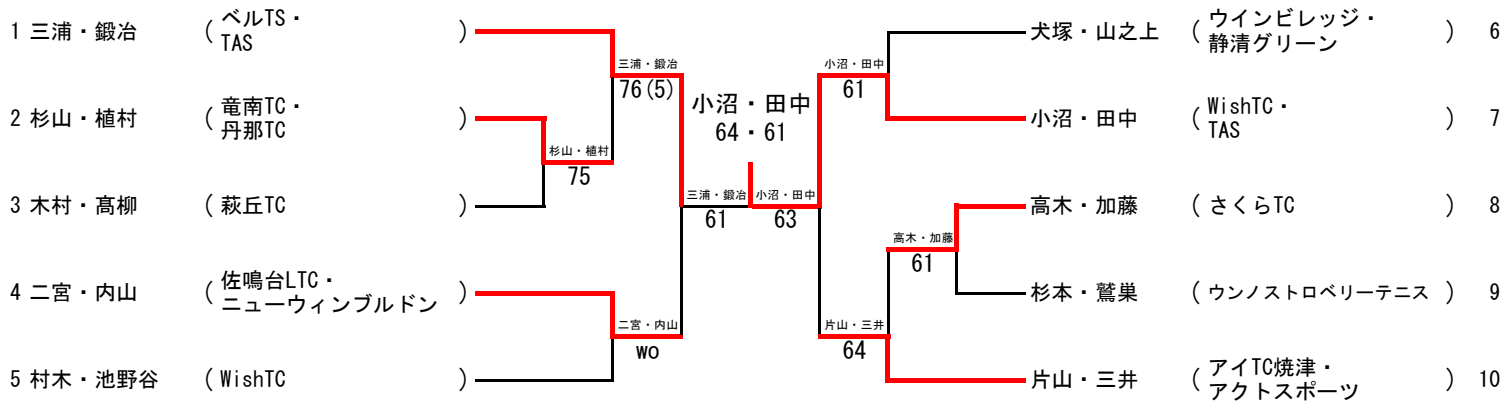 1 三浦・鍛冶 ( ベルTS・
TAS )
2 杉山・植村 ( 竜南TC・
丹那TC )
3 木村・髙柳 ( 萩丘TC )
4 二宮・内山 ( 佐鳴台LTC・
ニューウィンブルドン )
5 村木・池野谷 ( WishTC )
三浦・鍛冶
76(5)
杉山・植村
75
二宮・内山
wo
三浦・鍛冶
61
小沼・田中
64・61
小沼・田中
63
小沼・田中
61
高木・加藤
61
片山・三井
64
犬塚・山之上 ( ウインビレッジ・
静清グリーン ) 6
小沼・田中 ( WishTC・
TAS ) 7
高木・加藤 ( さくらTC ) 8
杉本・鷲巣 ( ウンノストロベリーテニス ) 9
片山・三井 ( アイTC焼津・
アクトスポーツ ) 10